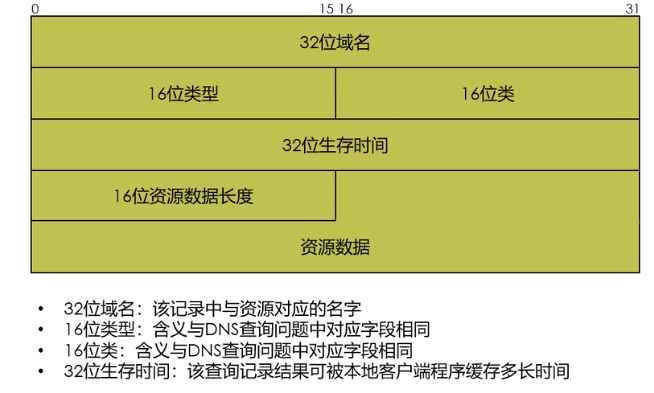 0 15 16 31
32位域名
16位类型 16位类
32位生存时间
16位资源数据长度
资源数据
• 32位域名：该记录中与资源对应的名字
• 16位类型：含义与DNS查询问题中对应字段相同
• 16位类：含义与DNS查询问题中对应字段相同
• 32位生存时间：该查询记录结果可被本地客户端程序缓存多长时间